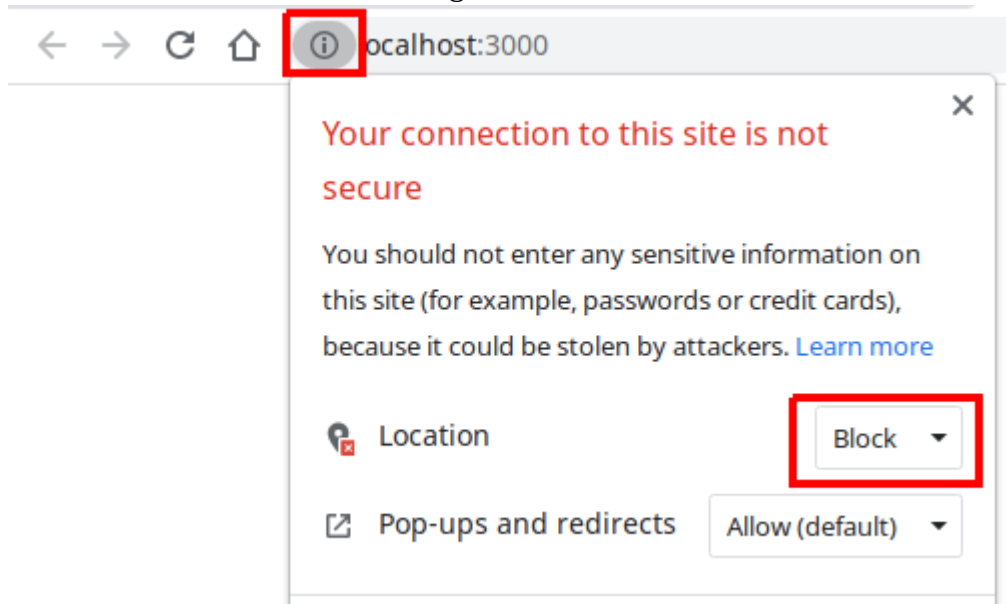 ocalhost:3000
Your connection to this site is not
secure
You should not enter any sensitive information on
this site (for example, passwords or credit cards),
because it could be stolen by attackers. Learn more
Location Block
Pop-ups and redirects Allow (default)